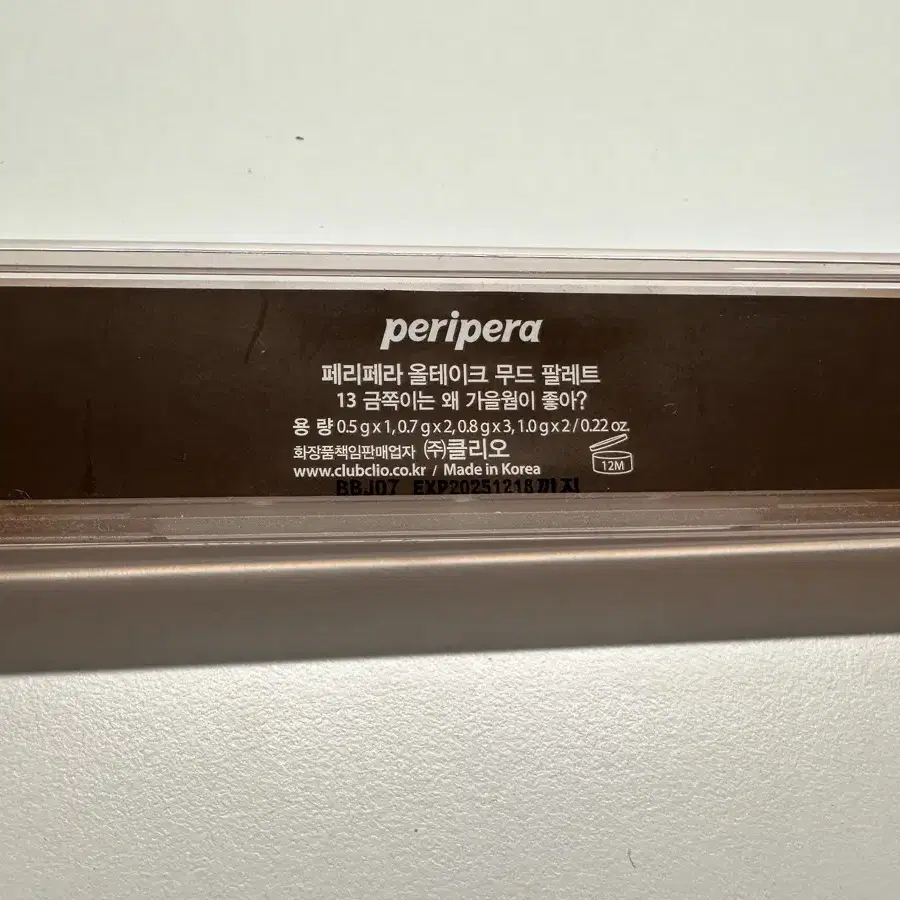 peripera
페리페라 올테이크 무드 팔레트
13 금쪽이는 왜 가을웜이 좋아?
용 량 0.5 g x 1, 0.7 g x 2, 0.8 g x 3, 1.0 g x 2 / 0.22 oz.
화장품책임판매업자 ㈜클리오
www.clubclio.co.kr / Made in Korea
12M
BBJ07 EXP20251218까지